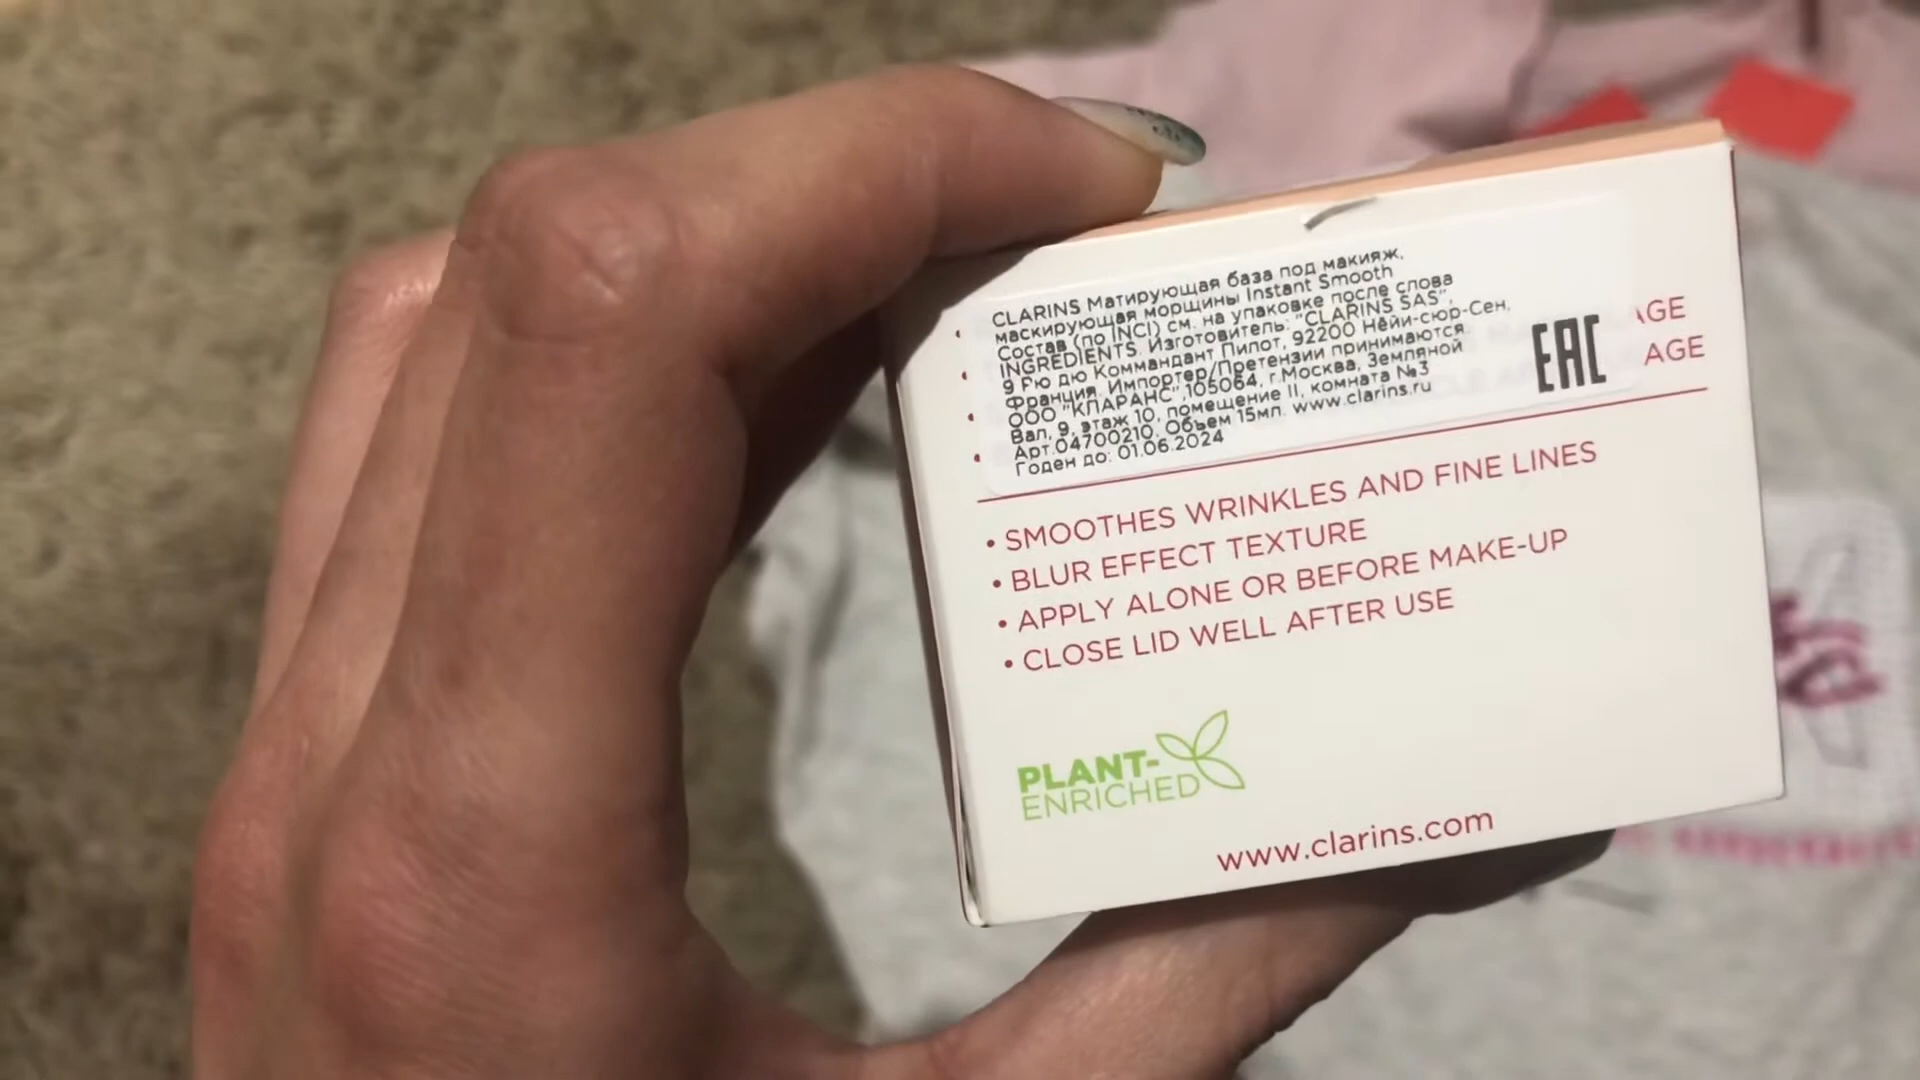 CLARINS Матирующая база под макияж,
маскирующая морщины Instant Smooth
Состав (по INCI) см. на упаковке после слова
INGREDIENTS. Изготовитель: "CLARINS SAS",
9 Рю дю Коммандант Пилот, 92200 Нёйи-сюр-Сен,
Франция. Импортер/Претензии принимаются
ООО "КЛАРАНС",105064, г.Москва, Земляной
Вал, 9, этаж 10, помещение II, комната №3
Арт.04700210. Объем 15мл. www.clarins.ru
Годен до: 01.06.2024
EAC
AGE
AGE
• SMOOTHES WRINKLES AND FINE LINES
• BLUR EFFECT TEXTURE
• APPLY ALONE OR BEFORE MAKE-UP
• CLOSE LID WELL AFTER USE
PLANT-
ENRICHED
www.clarins.com